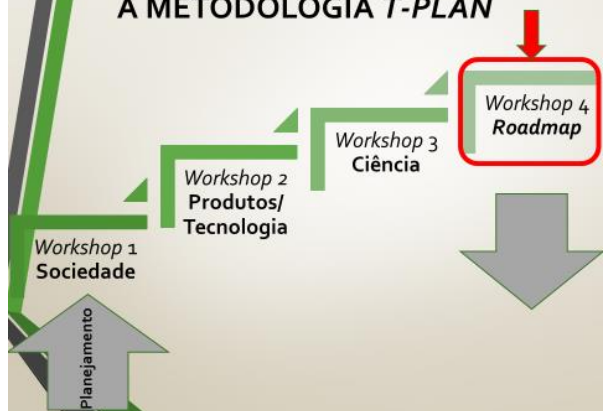 A METODOLOGIA T-PLAN
Workshop 1
Sociedade
Workshop 2
Produtos/
Tecnologia
Workshop 3
Ciência
Workshop 4
Roadmap
Planejamento